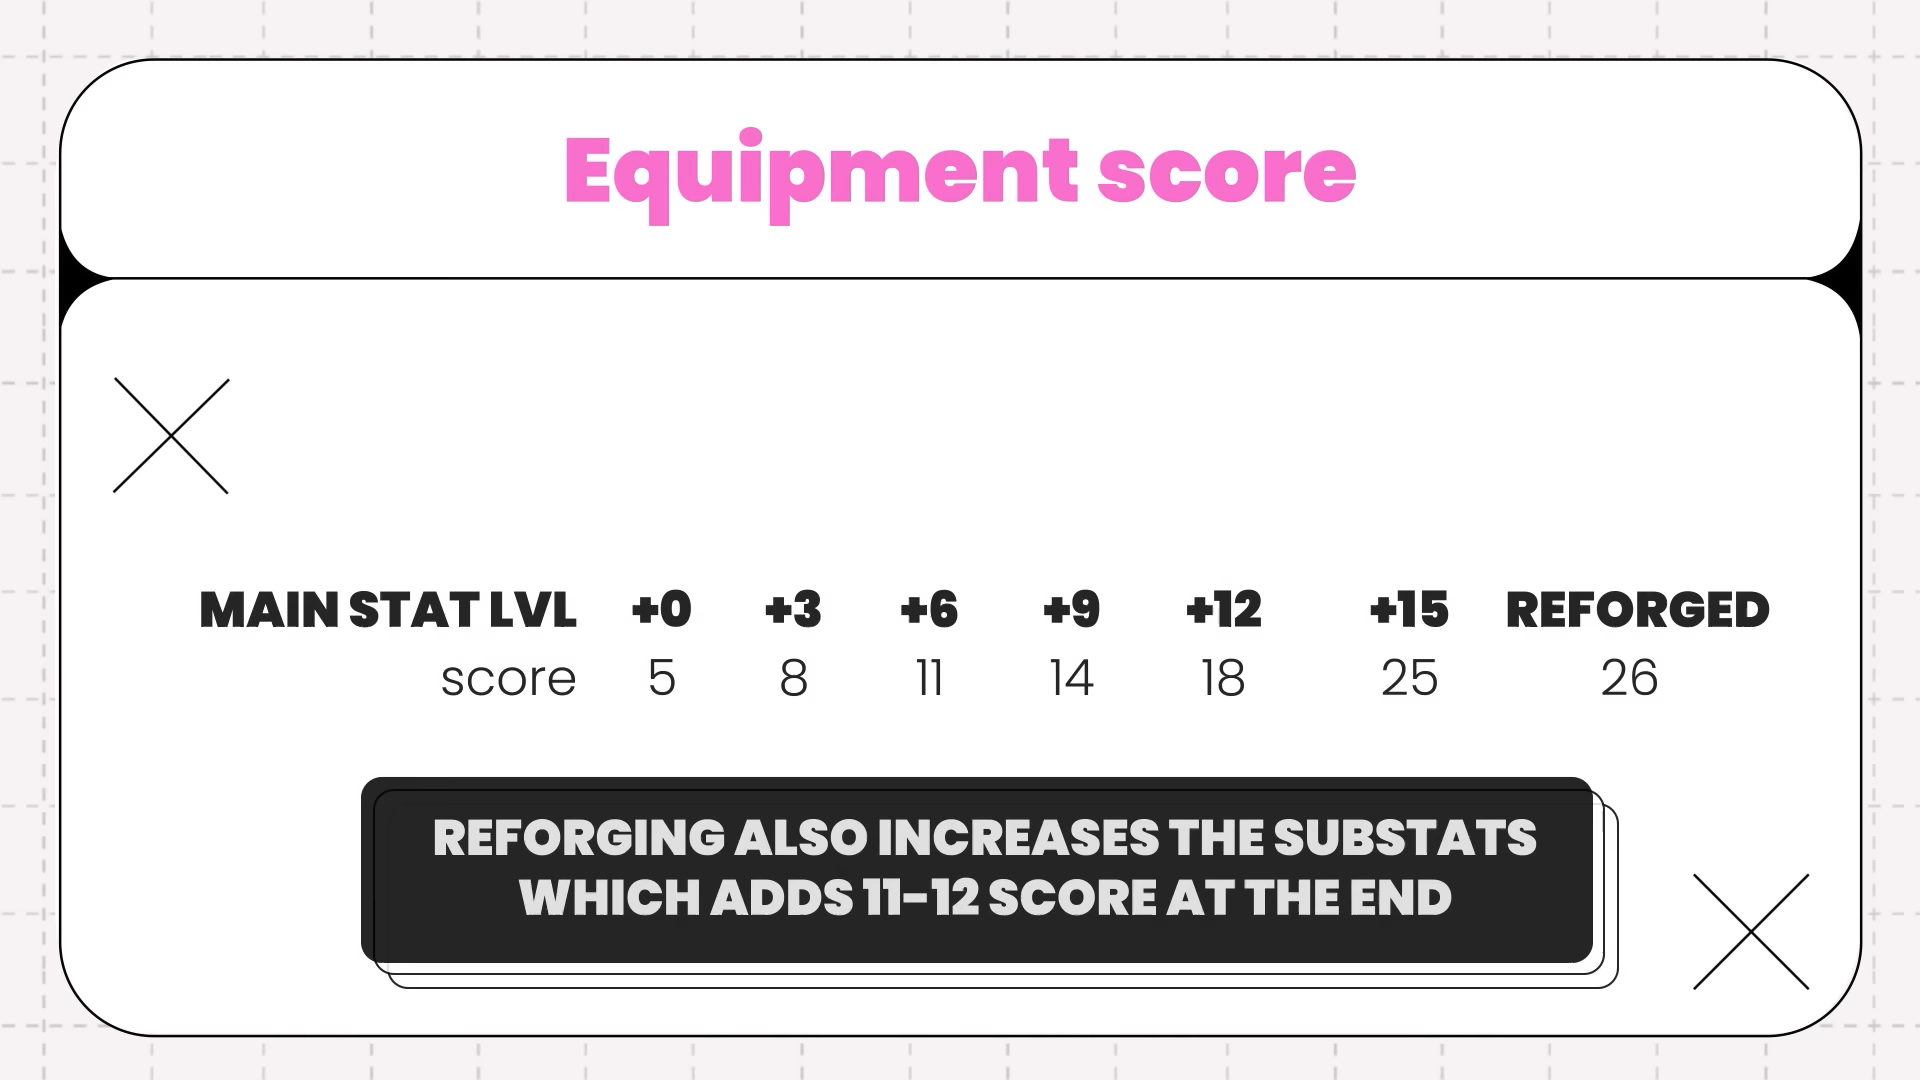 Equipment score
MAIN STAT LVL +0 +3 +6 +9 +12 +15 REFORGED
score 5 8 11 14 18 25 26
REFORGING ALSO INCREASES THE SUBSTATS
WHICH ADDS 11-12 SCORE AT THE END